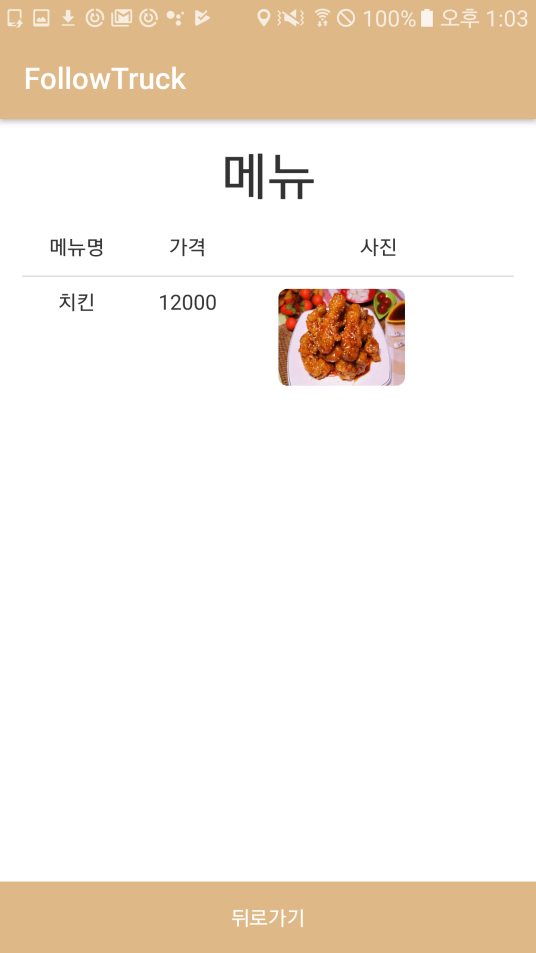 100% 오후 1:03
FollowTruck
메뉴
메뉴명 가격 사진
치킨 12000
뒤로가기